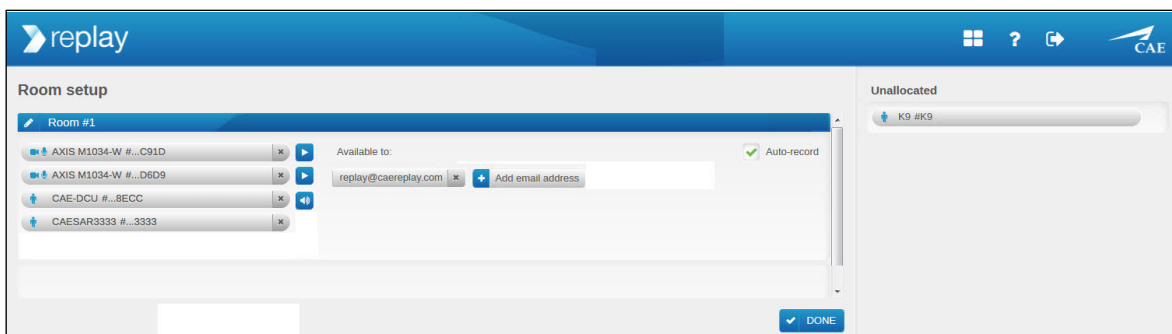 replay
?
CAE
Room setup
Unallocated
Room #1
K9 #K9
AXIS M1034-W #...C91D
Available to:
Auto-record
AXIS M1034-W #...D6D9
replay@caereplay.com
Add email address
CAE-DCU #...8ECC
CAESAR3333 #...3333
DONE